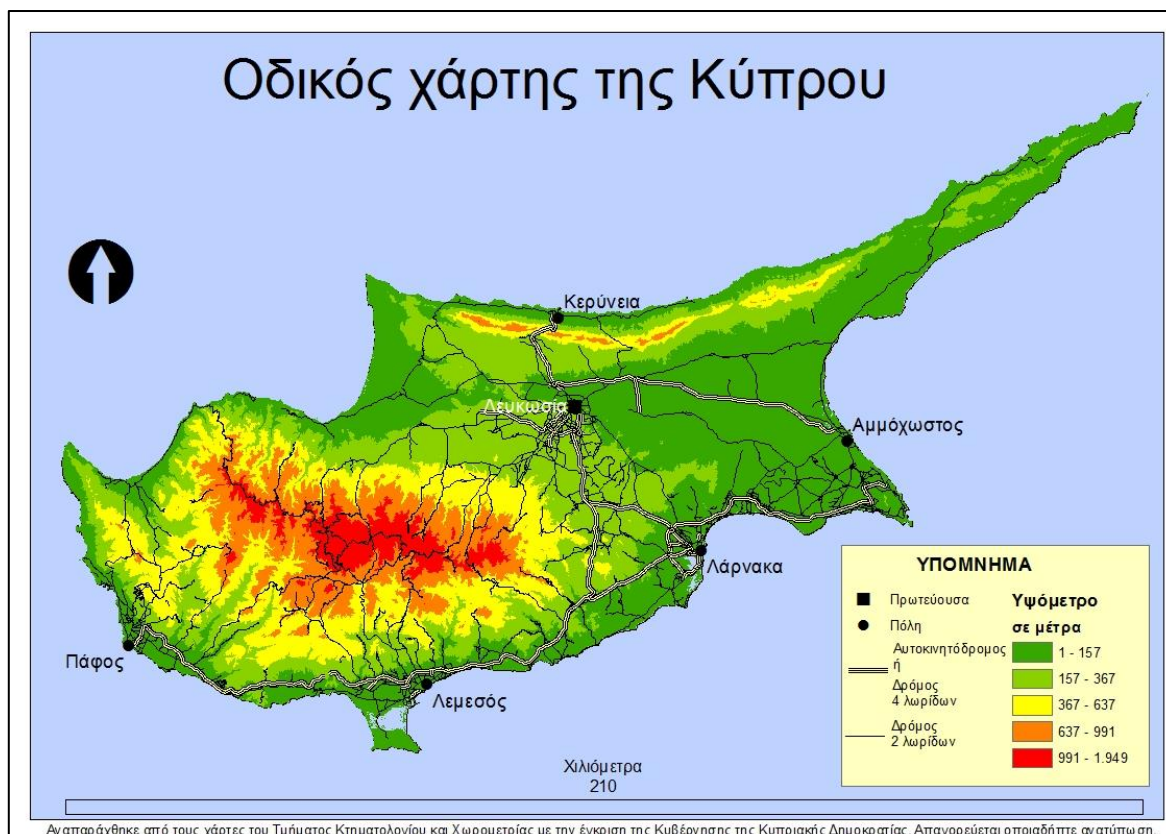 Οδικός χάρτης της Κύπρου
Κερύνεια
Λευκωσία
Αμμόχωστος
Λάρνακα
Πάφος
Λεμεσός
ΥΠΟΜΝΗΜΑ
Πρωτεύουσα
Πόλη
Αυτοκινητόδρομος
ή
Δρόμος
4 λωρίδων
Δρόμος
2 λωρίδων
Υψόμετρο
σε μέτρα
1 - 157
157 - 367
367 - 637
637 - 991
991 - 1.949
Χιλιόμετρα
210
Αναπαράχθηκε από τους χάρτες του Τμήματος Κτηματολογίου και Χωρομετρίας με την έγκριση της Κυβέρνησης της Κυπριακής Δημοκρατίας. Απαγορεύεται οποιαδήπτε ανατύπωση.